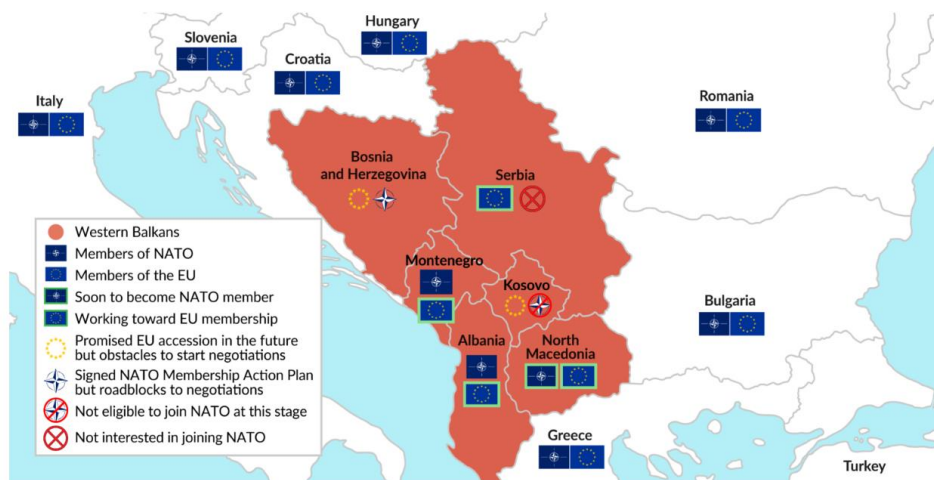 Hungary
Slovenia
Croatia
Italy
Romania
Bosnia
and Herzegovina
Serbia
Western Balkans
Members of NATO
Members of the EU
Soon to become NATO member
Working toward EU membership
Promised EU accession in the future
but obstacles to start negotiations
Signed NATO Membership Action Plan
but roadblocks to negotiations
Not eligible to join NATO at this stage
Not interested in joining NATO
Montenegro
Kosovo
Bulgaria
Albania
North
Macedonia
Greece
Turkey